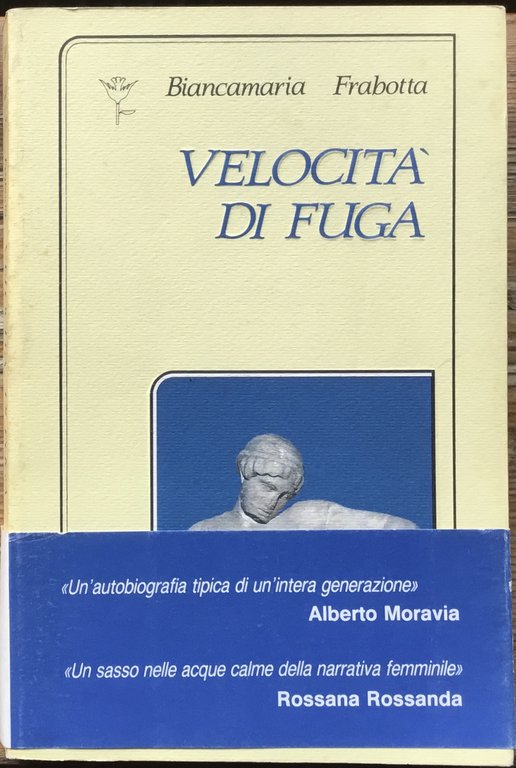 Biancamaria Frabotta
VELOCITA`
DI FUGA
«Un'autobiografia tipica di un'intera generazione»
Alberto Moravia
«Un sasso nelle acque calme della narrativa femminile»
Rossana Rossanda